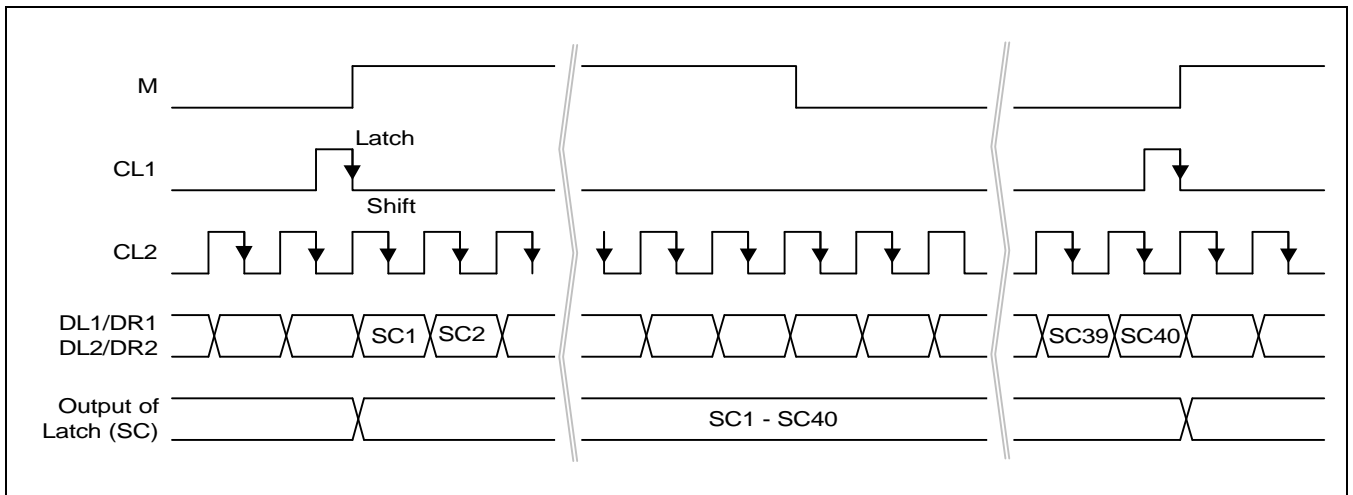 M
Latch
CL1
Shift
CL2
DL1/DR1
DL2/DR2
SC1
SC2
SC39
SC40
Output of
Latch (SC)
SC1 - SC40